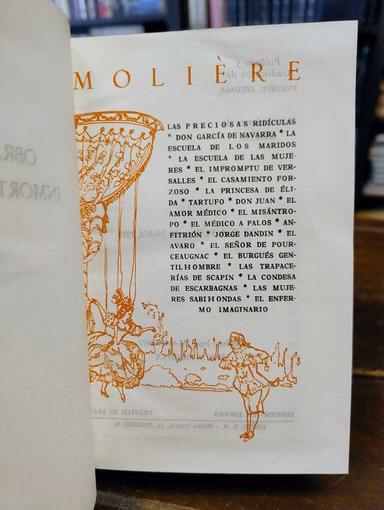 MOLIÈRE
LAS PRECIOSAS RIDÍCULAS
* DON GARCÍA DE NAVARRA * LA
ESCUELA DE LOS MARIDOS
* LA ESCUELA DE LAS MUJE-
RES * EL IMPROMPTU DE VER-
SALLES * EL CASAMIENTO FOR-
ZOSO * LA PRINCESA DE ÉLI-
DA * TARTUFO * DON JUAN * EL
AMOR MÉDICO * EL MISÁNTRO-
PO * EL MÉDICO A PALOS * AN-
FITRIÓN * JORGE DANDIN * EL
AVARO * EL SEÑOR DE POUR-
CEAUGNAC * EL BURGUÉS GEN-
TILHOMBRE * LAS TRAPACE-
RÍAS DE SCAPIN * LA CONDESA
DE ESCARBAGNAS * LAS MUJE-
RES SABIHONDAS * EL ENFER-
MO IMAGINARIO